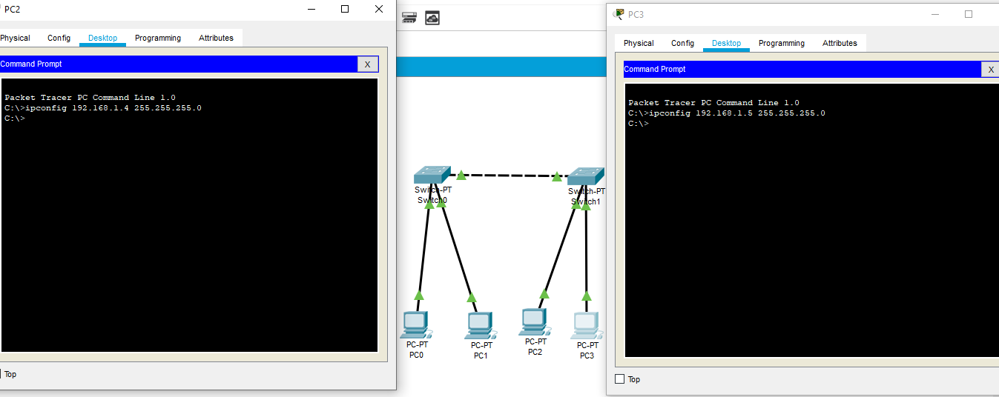 PC2
Physical Config Desktop Programming Attributes
Command Prompt
X
Packet Tracer PC Command Line 1.0
C:\>ipconfig 192.168.1.4 255.255.255.0
C:\>
Top
Switch-PT
Switch0
Switch-PT
Switch1
PC-PT
PC0
PC-PT
PC1
PC-PT
PC2
PC-PT
PC3
PC3
Physical Config Desktop Programming Attributes
Command Prompt
X
Packet Tracer PC Command Line 1.0
C:\>ipconfig 192.168.1.5 255.255.255.0
C:\>
Top